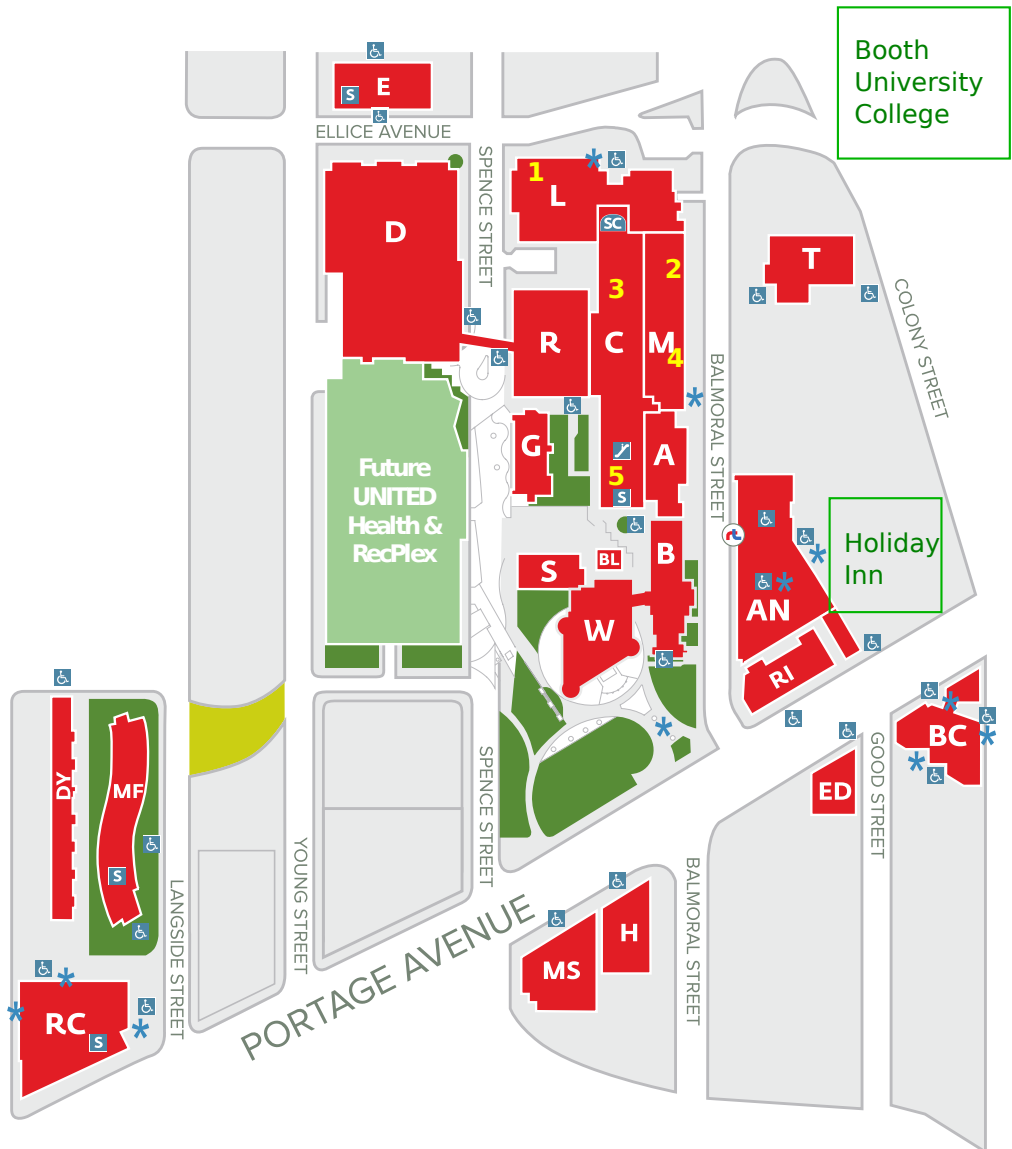 Booth
University
College
E
S
ELLICE AVENUE
SPENCE STREET
1
L
SC
D
2
3
T
COLONY STREET
R
C
M
4
BALMORAL STREET
G
A
5
S
Future
UNITED
Health &
RecPlex
Holiday
Inn
B
BL
S
W
AN
RI
BC
DY
MF
S
ED
GOOD STREET
SPENCE STREET
YOUNG STREET
LANGSIDE STREET
BALMORAL STREET
PORTAGE AVENUE
H
MS
RC
S